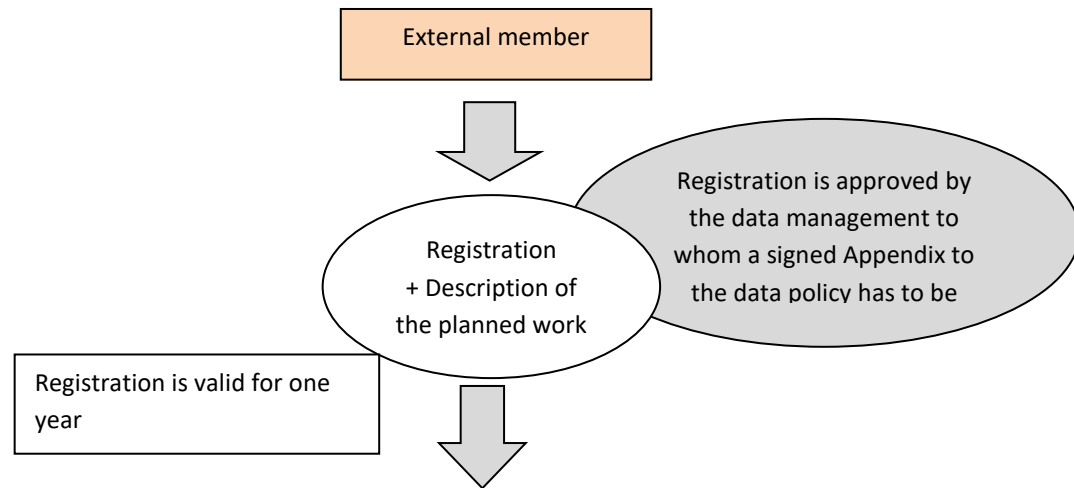 External member
Registration is approved by
the data management to
whom a signed Appendix to
the data policy has to be
Registration
+ Description of
the planned work
Registration is valid for one
year